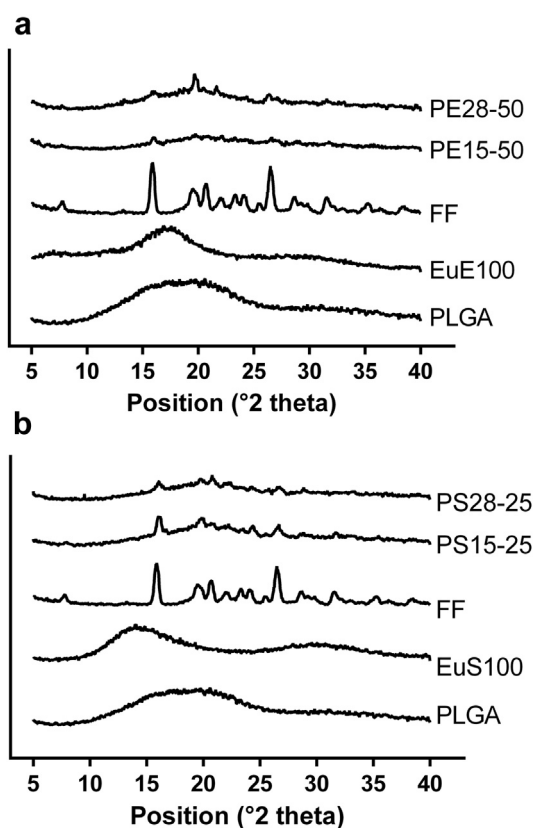 a
PE28-50
PE15-50
FF
EuE100
PLGA
5 10 15 20 25 30 35 40
Position (°2 theta)
b
PS28-25
PS15-25
FF
EuS100
PLGA
5 10 15 20 25 30 35 40
Position (°2 theta)